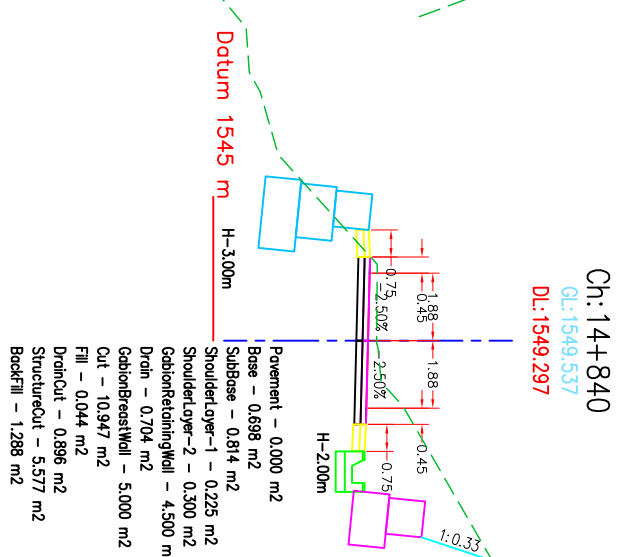 Ch:14+840
GL:1549.537
DL:1549.297
0.75
1.88
0.45
1.88
0.45
0.75
=2.50%
2.50%
1:0.33
Datum 1545 m
H-3.00m
H-2.00m
Pavement - 0.000 m2
Base - 0.698 m2
SubBase - 0.814 m2
ShoulderLayer-1 - 0.225 m2
ShoulderLayer-2 - 0.300 m2
GabionRetainingWall - 4.500 m
Drain - 0.704 m2
GabionBreastWall - 5.000 m2
Cut - 10.947 m2
Fill - 0.044 m2
DrainCut - 0.896 m2
StructureCut - 5.577 m2
BackFill - 1.288 m2